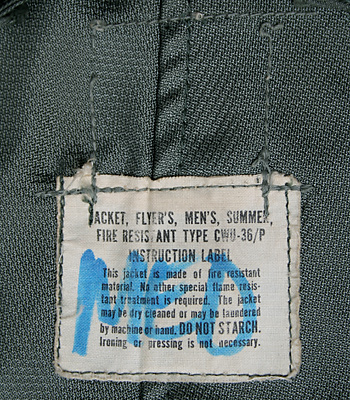 JACKET, FLYER'S, MEN'S, SUMMER,
FIRE RESISTANT TYPE CWU-36/P
INSTRUCTION LABEL
This jacket is made of fire resistant
material. No other special flame resis-
tant treatment is required. The jacket
may be dry cleaned or may be laundered
by machine or hand. DO NOT STARCH.
Ironing or pressing is not necessary.